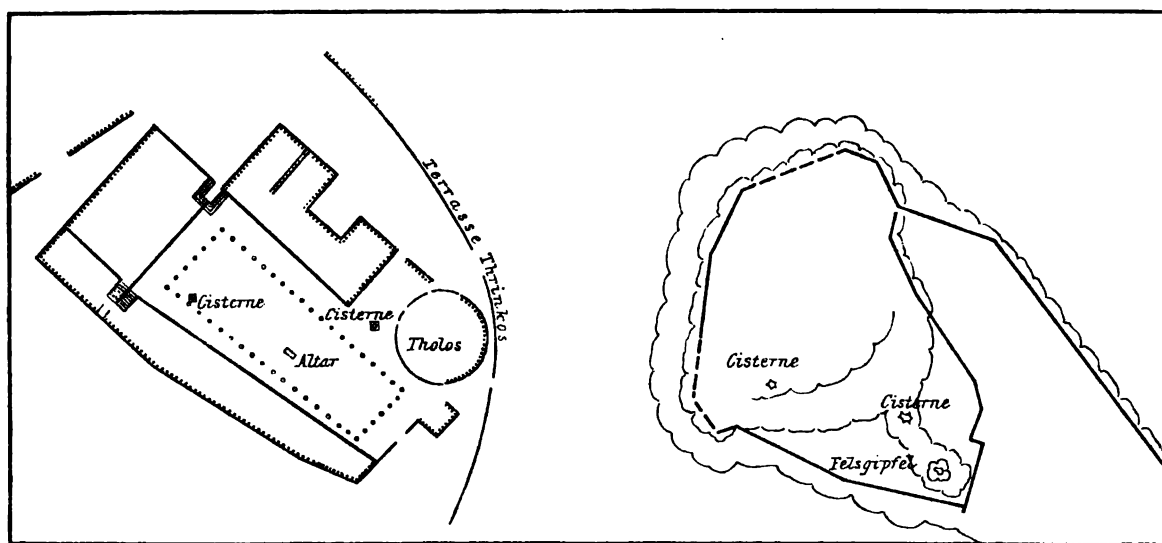 Terrasse Thrinkos
Cisterne
Cisterne
Tholos
Altar
Cisterne
Cisterne
Felsgipfel